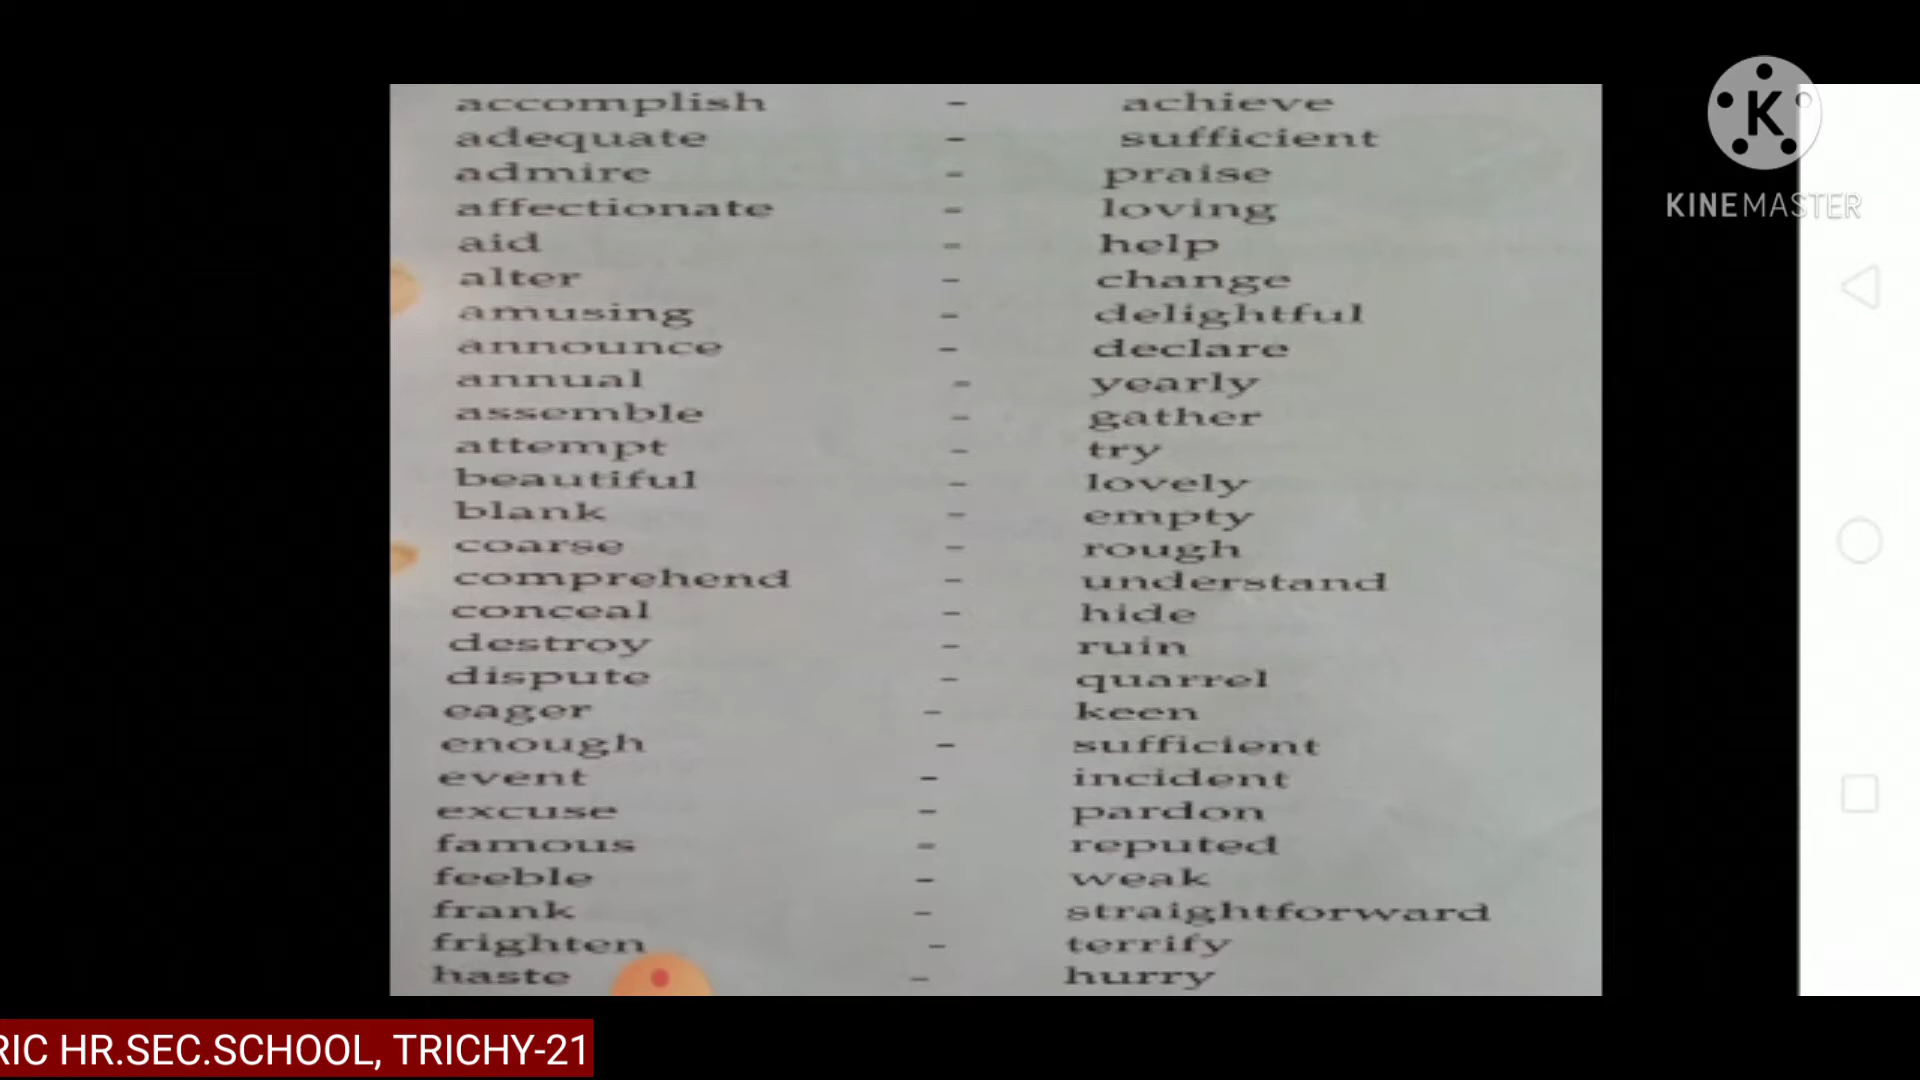 accomplish - achieve
adequate - sufficient
admire - praise
affectionate - loving
aid - help
alter - change
amusing - delightful
announce - declare
annual - yearly
assemble - gather
attempt - try
beautiful - lovely
blank - empty
coarse - rough
comprehend - understand
conceal - hide
destroy - ruin
dispute - quarrel
eager - keen
enough - sufficient
event - incident
excuse - pardon
famous - reputed
feeble - weak
frank - straightforward
frighten - terrify
haste - hurry
K
KINEMASTER
RIC HR.SEC.SCHOOL, TRICHY-21